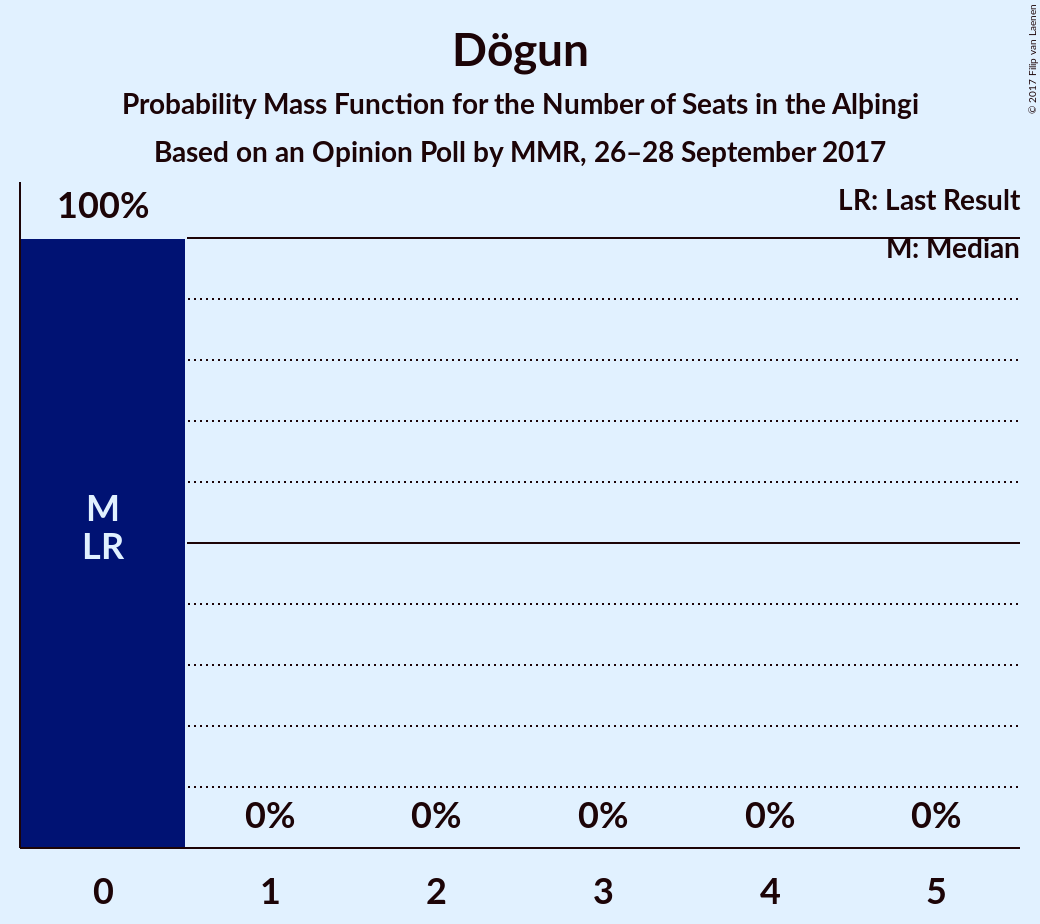 Dögun
Probability Mass Function for the Number of Seats in the Alþingi
Based on an Opinion Poll by MMR, 26–28 September 2017
© 2017 Filip van Laenen
LR: Last Result
M: Median
100%
M
LR
0% 0% 0% 0% 0%
0 1 2 3 4 5